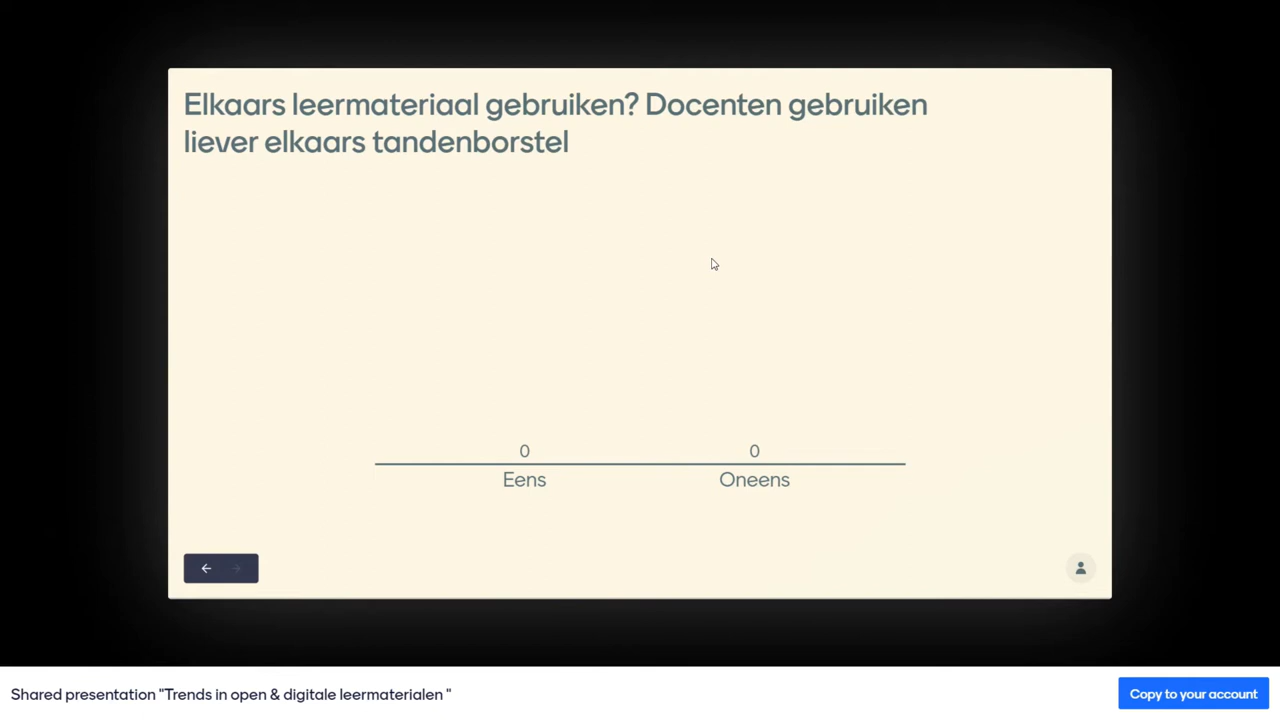 Elkaars leermateriaal gebruiken? Docenten gebruiken
liever elkaars tandenborstel
0 0
Eens Oneens
Shared presentation "Trends in open & digitale leermaterialen "
Copy to your account